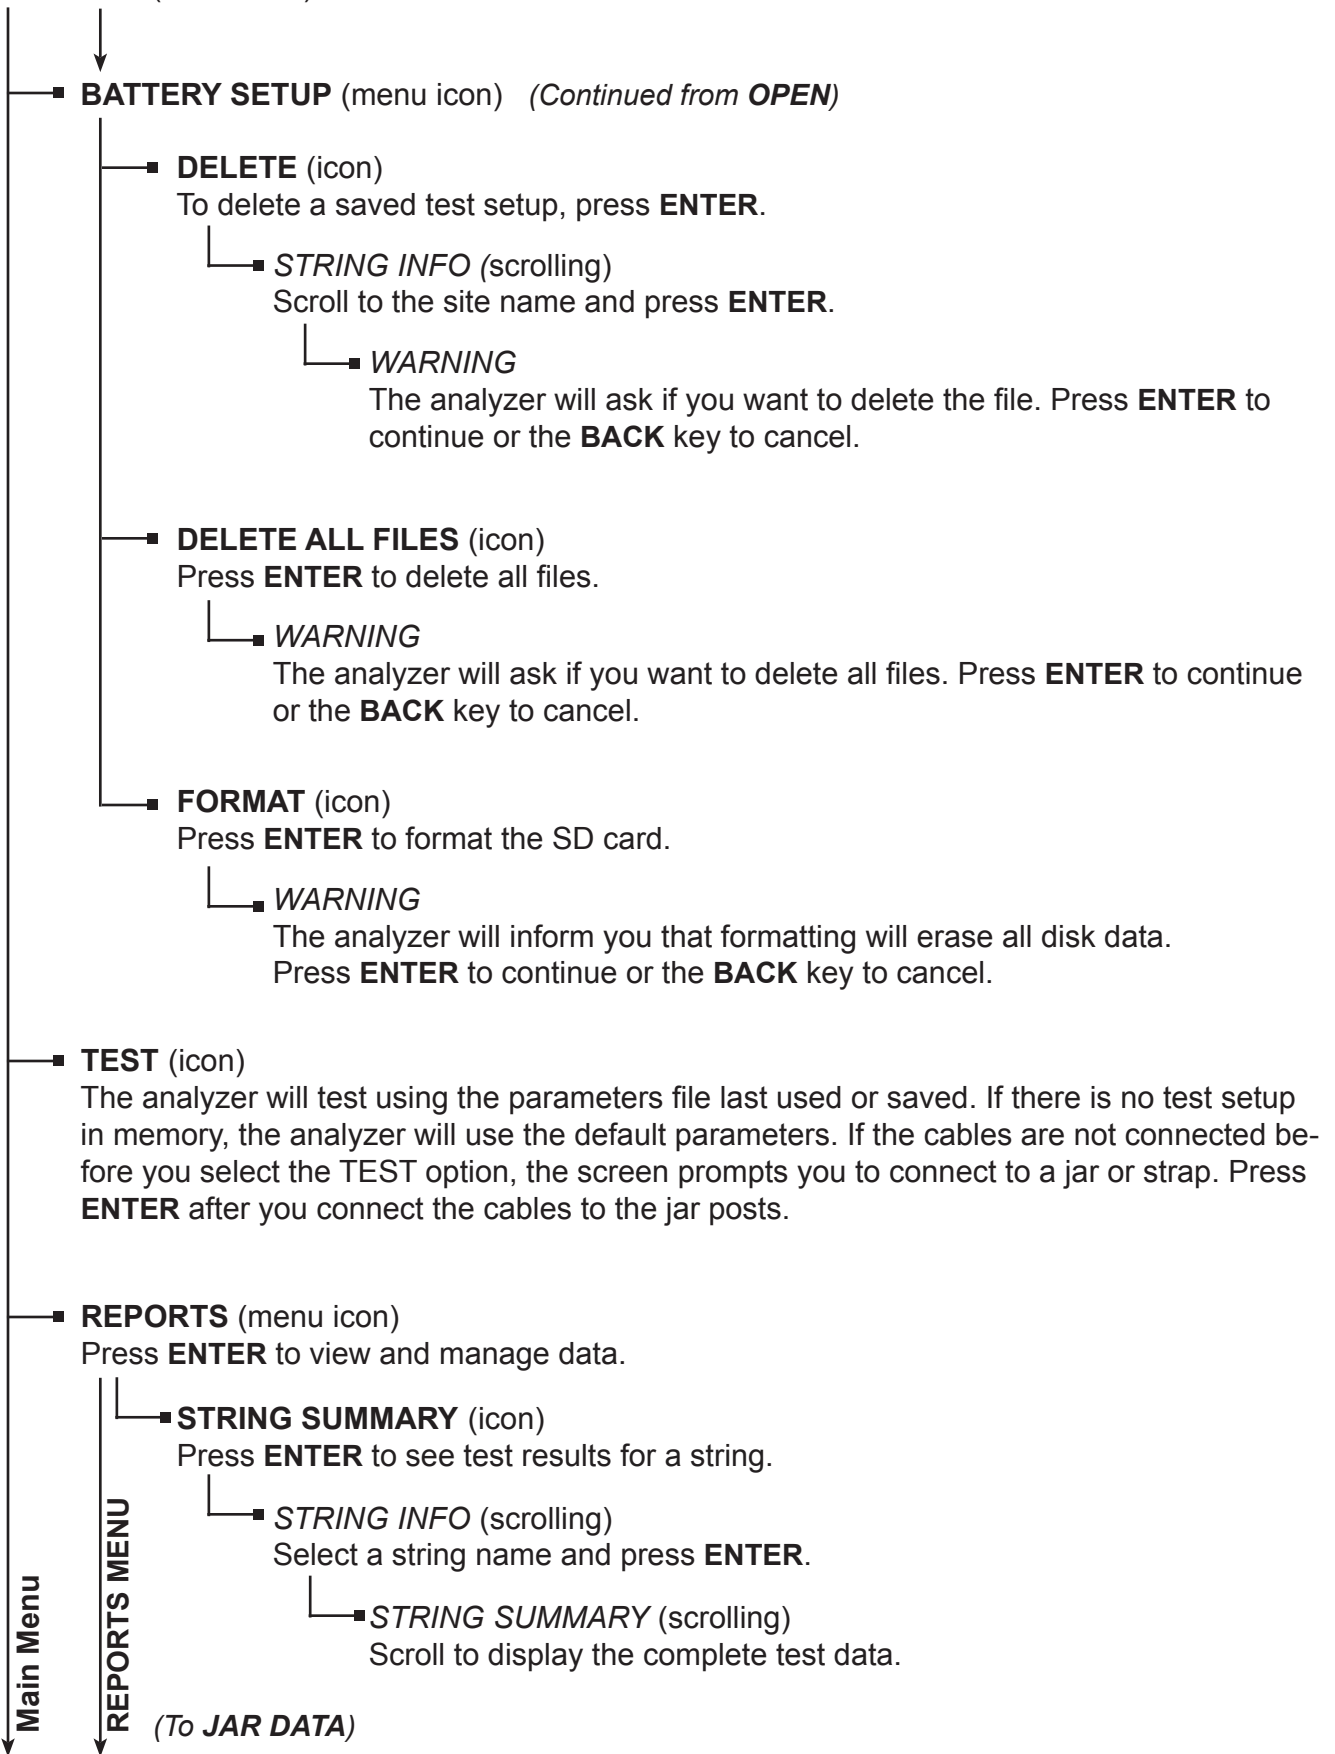 BATTERY SETUP (menu icon) (Continued from OPEN)
DELETE (icon)
To delete a saved test setup, press ENTER.
STRING INFO (scrolling)
Scroll to the site name and press ENTER.
WARNING
The analyzer will ask if you want to delete the file. Press ENTER to
continue or the BACK key to cancel.
DELETE ALL FILES (icon)
Press ENTER to delete all files.
WARNING
The analyzer will ask if you want to delete all files. Press ENTER to continue
or the BACK key to cancel.
FORMAT (icon)
Press ENTER to format the SD card.
WARNING
The analyzer will inform you that formatting will erase all disk data.
Press ENTER to continue or the BACK key to cancel.
TEST (icon)
The analyzer will test using the parameters file last used or saved. If there is no test setup
in memory, the analyzer will use the default parameters. If the cables are not connected be-
fore you select the TEST option, the screen prompts you to connect to a jar or strap. Press
ENTER after you connect the cables to the jar posts.
REPORTS (menu icon)
Press ENTER to view and manage data.
STRING SUMMARY (icon)
Press ENTER to see test results for a string.
STRING INFO (scrolling)
Select a string name and press ENTER.
STRING SUMMARY (scrolling)
Scroll to display the complete test data.
Main Menu
REPORTS MENU
(To JAR DATA)